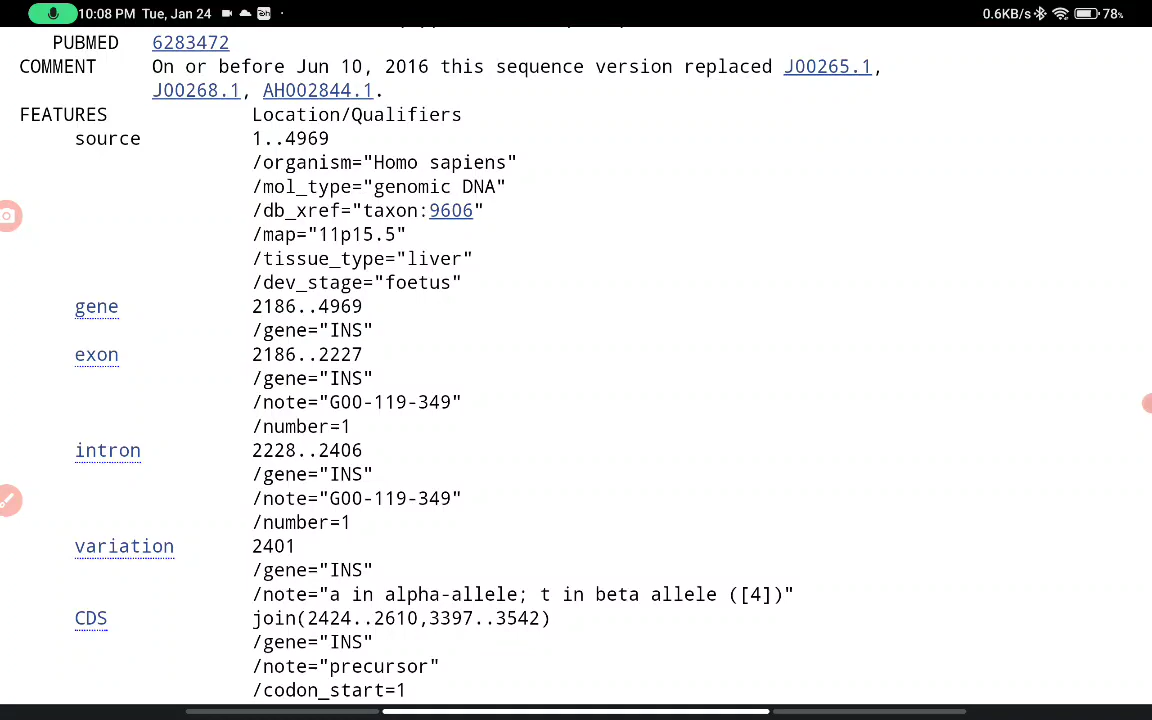 10:08 PM Tue, Jan 24 0.6KB/s 78%
PUBMED 6283472
COMMENT On or before Jun 10, 2016 this sequence version replaced J00265.1,
J00268.1, AH002844.1.
FEATURES Location/Qualifiers
source 1..4969
/organism="Homo sapiens"
/mol_type="genomic DNA"
/db_xref="taxon:9606"
/map="11p15.5"
/tissue_type="liver"
/dev_stage="foetus"
gene 2186..4969
/gene="INS"
exon 2186..2227
/gene="INS"
/note="G00-119-349"
/number=1
intron 2228..2406
/gene="INS"
/note="G00-119-349"
/number=1
variation 2401
/gene="INS"
/note="a in alpha-allele; t in beta allele ([4])"
CDS join(2424..2610,3397..3542)
/gene="INS"
/note="precursor"
/codon_start=1